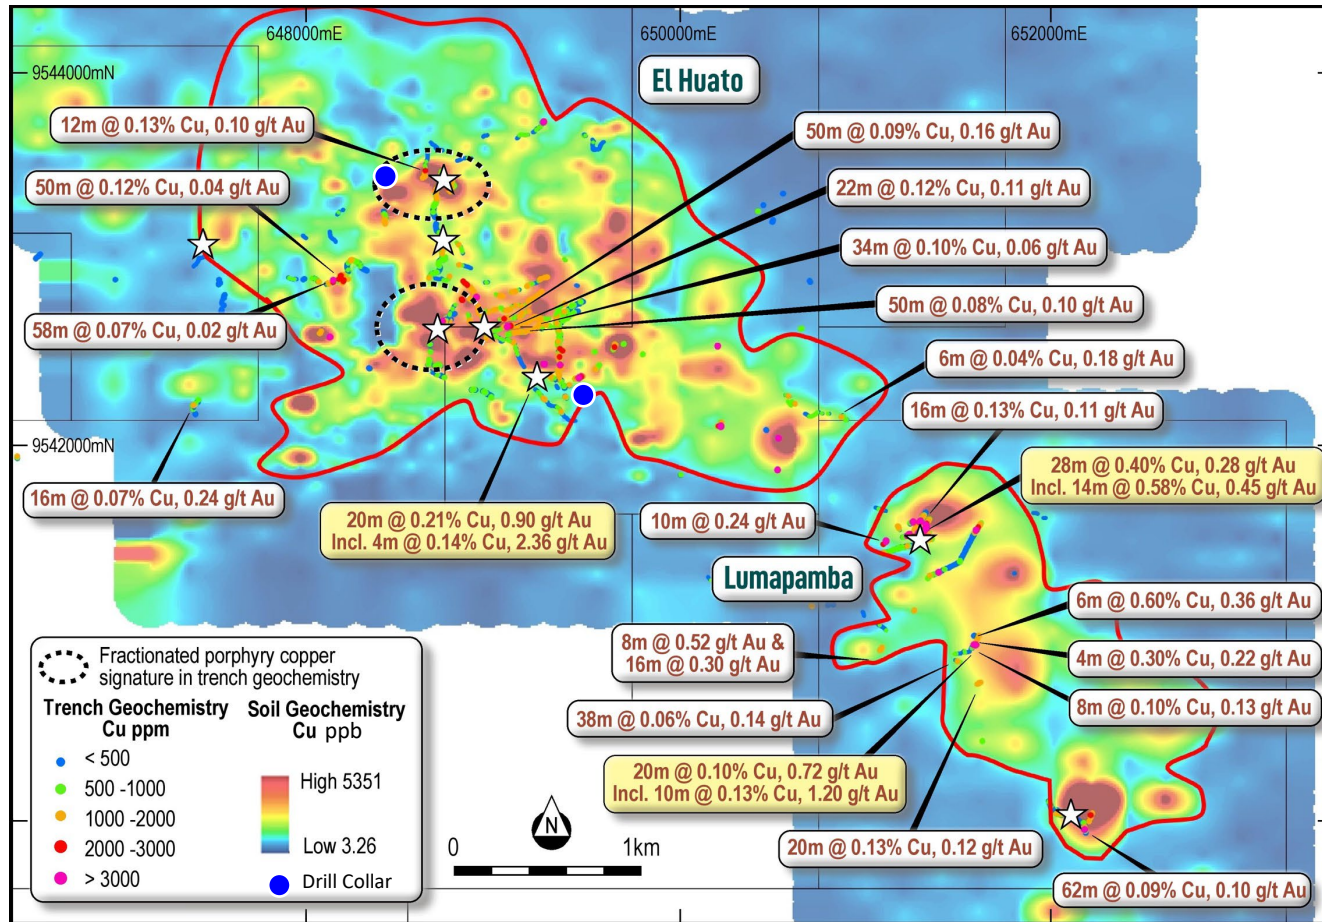 648000mE
650000mE
652000mE
9544000mN
El Huato
12m @ 0.13% Cu, 0.10 g/t Au
50m @ 0.09% Cu, 0.16 g/t Au
50m @ 0.12% Cu, 0.04 g/t Au
22m @ 0.12% Cu, 0.11 g/t Au
34m @ 0.10% Cu, 0.06 g/t Au
50m @ 0.08% Cu, 0.10 g/t Au
58m @ 0.07% Cu, 0.02 g/t Au
6m @ 0.04% Cu, 0.18 g/t Au
16m @ 0.13% Cu, 0.11 g/t Au
9542000mN
28m @ 0.40% Cu, 0.28 g/t Au
Incl. 14m @ 0.58% Cu, 0.45 g/t Au
16m @ 0.07% Cu, 0.24 g/t Au
20m @ 0.21% Cu, 0.90 g/t Au
Incl. 4m @ 0.14% Cu, 2.36 g/t Au
10m @ 0.24 g/t Au
Lumapamba
6m @ 0.60% Cu, 0.36 g/t Au
8m @ 0.52 g/t Au &
16m @ 0.30 g/t Au
4m @ 0.30% Cu, 0.22 g/t Au
8m @ 0.10% Cu, 0.13 g/t Au
38m @ 0.06% Cu, 0.14 g/t Au
20m @ 0.10% Cu, 0.72 g/t Au
Incl. 10m @ 0.13% Cu, 1.20 g/t Au
20m @ 0.13% Cu, 0.12 g/t Au
62m @ 0.09% Cu, 0.10 g/t Au
Fractionated porphyry copper
signature in trench geochemistry
Trench Geochemistry
Cu ppm
< 500
500 -1000
1000 -2000
2000 -3000
> 3000
Soil Geochemistry
Cu ppb
High 5351
Low 3.26
Drill Collar
N
0
1km